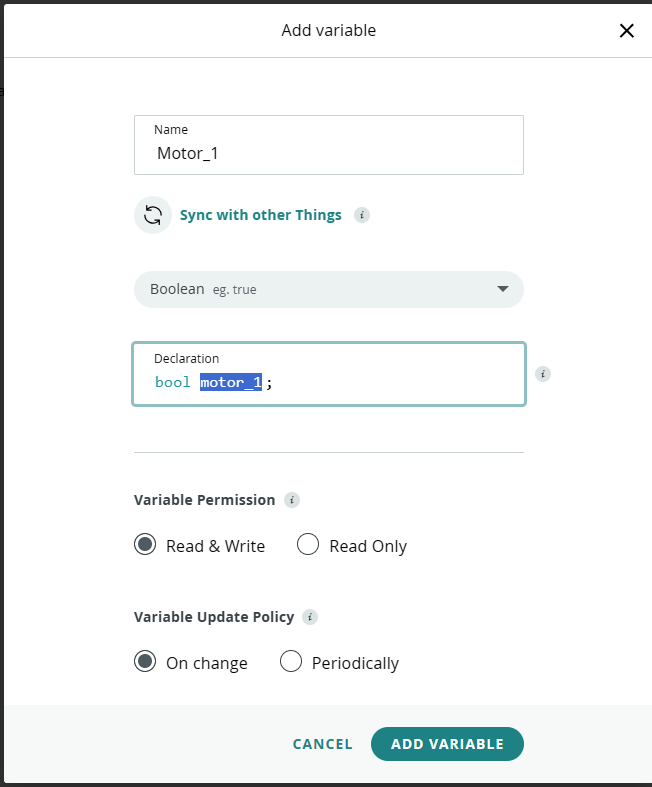 Add variable
Name
Motor_1
Sync with other Things i
Boolean eg. true
Declaration
bool motor_1;
i
Variable Permission i
Read & Write Read Only
Variable Update Policy i
On change Periodically
CANCEL ADD VARIABLE